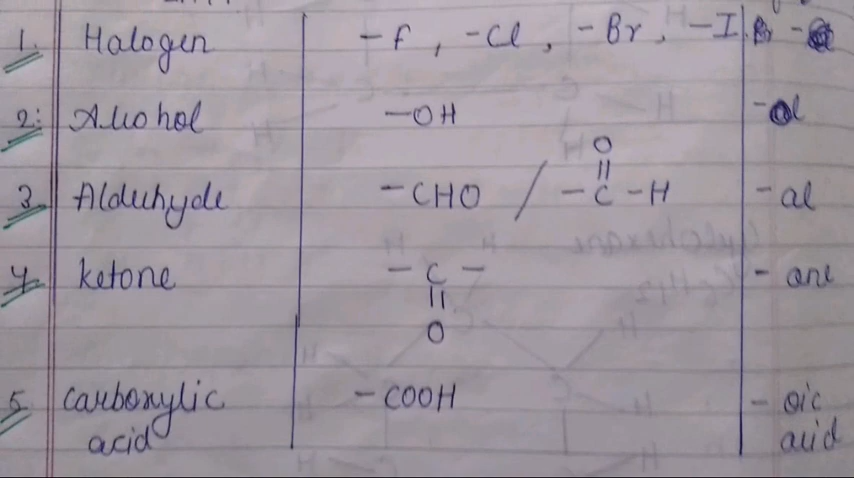 1. Halogen -F, -Cl, -Br, -I
2. Alcohol -OH -ol
O
||
3. Aldehyde -CHO / -C-H -al
4. ketone -C- -one
||
O
5. carboxylic -COOH - oic
acid acid